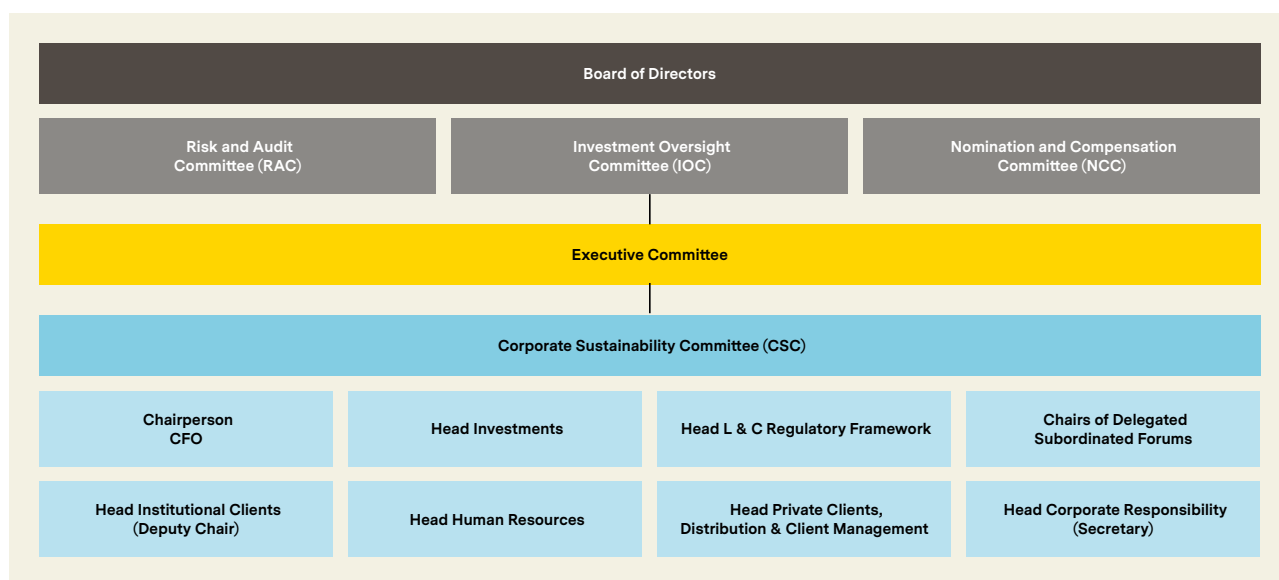 Board of Directors
Risk and Audit
Committee (RAC)
Investment Oversight
Committee (IOC)
Nomination and Compensation
Committee (NCC)
Executive Committee
Corporate Sustainability Committee (CSC)
Chairperson
CFO
Head Investments
Head L & C Regulatory Framework
Chairs of Delegated
Subordinated Forums
Head Institutional Clients
(Deputy Chair)
Head Human Resources
Head Private Clients,
Distribution & Client Management
Head Corporate Responsibility
(Secretary)